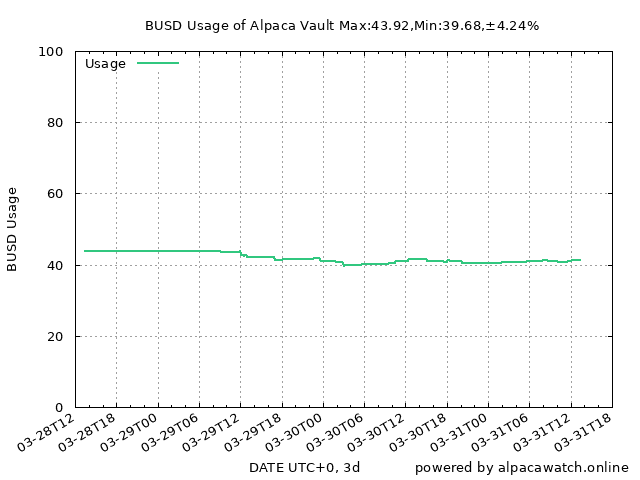 BUSD Usage of Alpaca Vault Max:43.92,Min:39.68,±4.24%
Usage
100
80
60
40
20
0
BUSD Usage
03-28T12
03-28T18
03-29T00
03-29T06
03-29T12
03-29T18
03-30T00
03-30T06
03-30T12
03-30T18
03-31T00
03-31T06
03-31T12
03-31T18
DATE UTC+0, 3d
powered by alpacawatch.online